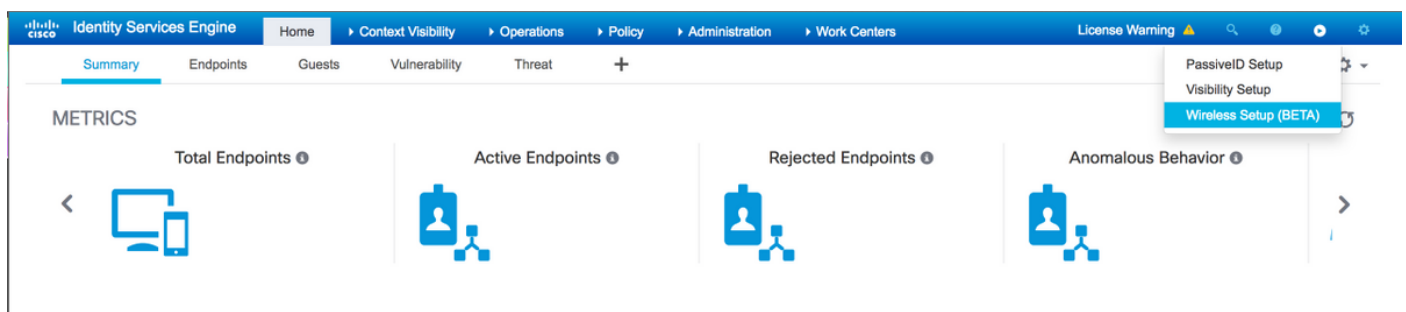 cisco Identity Services Engine Home Context Visibility Operations Policy Administration Work Centers License Warning
Summary Endpoints Guests Vulnerability Threat +
PassiveID Setup
Visibility Setup
Wireless Setup (BETA)
METRICS
Total Endpoints Active Endpoints Rejected Endpoints Anomalous Behavior